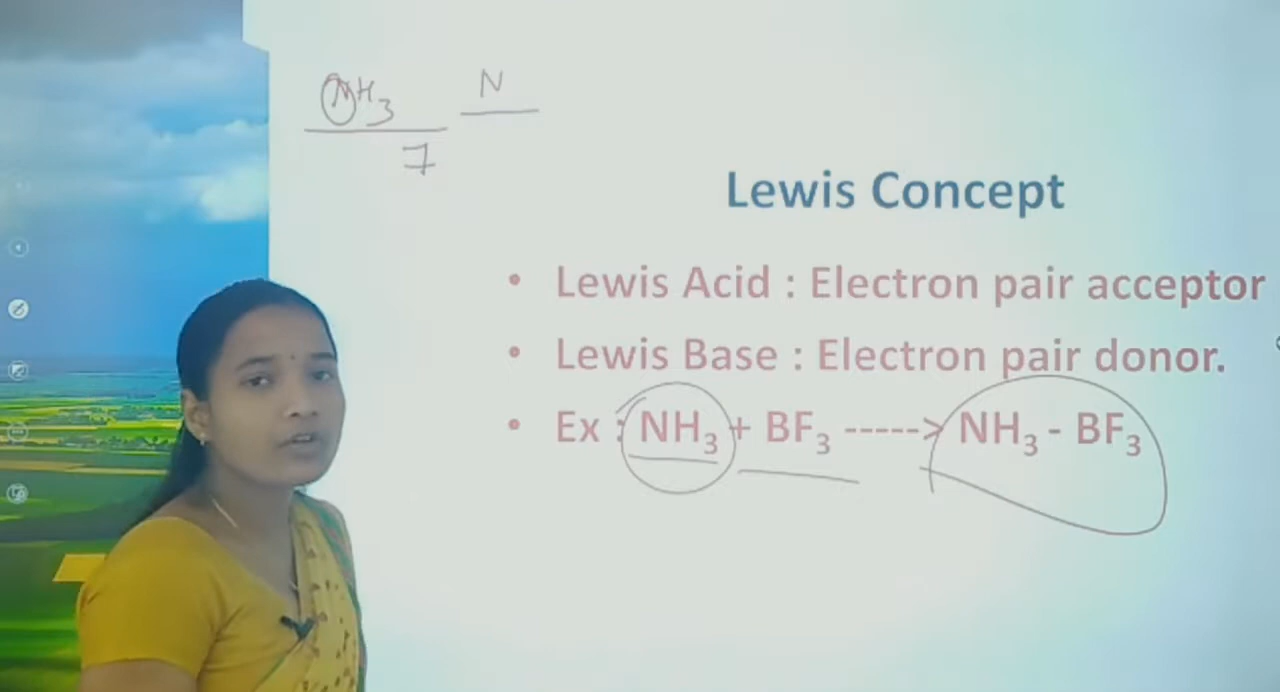 NH3 N
7
Lewis Concept
• Lewis Acid : Electron pair acceptor
• Lewis Base : Electron pair donor.
• Ex : NH₃ + BF₃ -----> NH₃ - BF₃